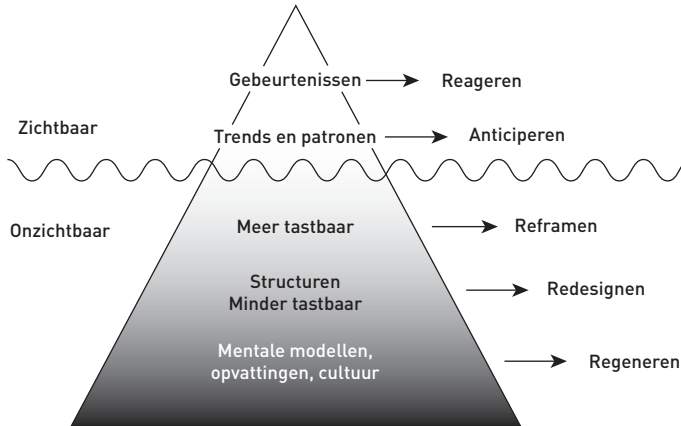 Gebeurtenissen
Reageren
Zichtbaar
Trends en patronen
Anticiperen
Onzichtbaar
Meer tastbaar
Reframen
Structuren
Minder tastbaar
Redesignen
Mentale modellen,
opvattingen, cultuur
Regeneren